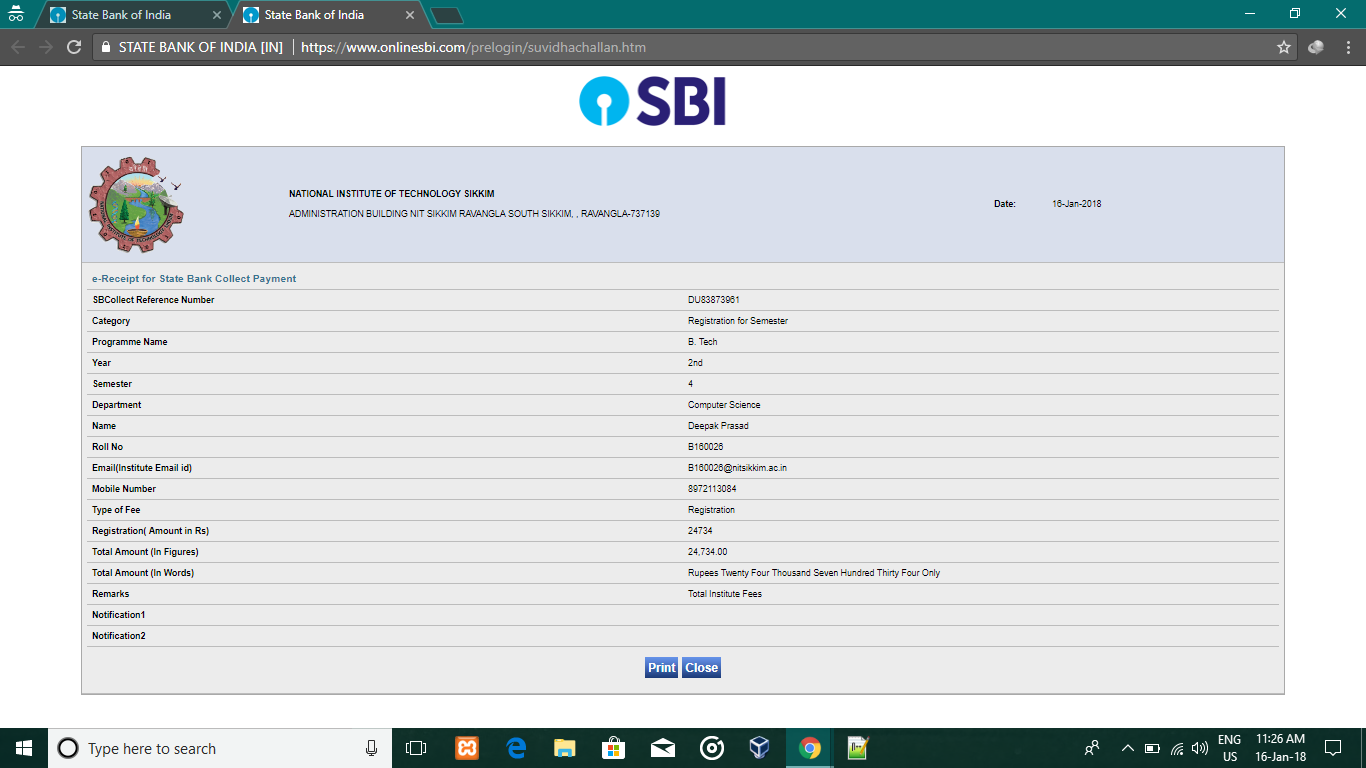 State Bank of India
State Bank of India
STATE BANK OF INDIA [IN] https://www.onlinesbi.com/prelogin/suvidhachallan.htm
SBI
NATIONAL INSTITUTE OF TECHNOLOGY SIKKIM
ADMINISTRATION BUILDING NIT SIKKIM RAVANGLA SOUTH SIKKIM, , RAVANGLA-737139
Date: 16-Jan-2018
e-Receipt for State Bank Collect Payment
SBCollect Reference Number DU83873961
Category Registration for Semester
Programme Name B. Tech
Year 2nd
Semester 4
Department Computer Science
Name Deepak Prasad
Roll No B160026
Email(Institute Email id) B160026@nitsikkim.ac.in
Mobile Number 8972113084
Type of Fee Registration
Registration( Amount in Rs) 24734
Total Amount (In Figures) 24,734.00
Total Amount (In Words) Rupees Twenty Four Thousand Seven Hundred Thirty Four Only
Remarks Total Institute Fees
Notification1
Notification2
Print Close
Type here to search
ENG
US
11:26 AM
16-Jan-18